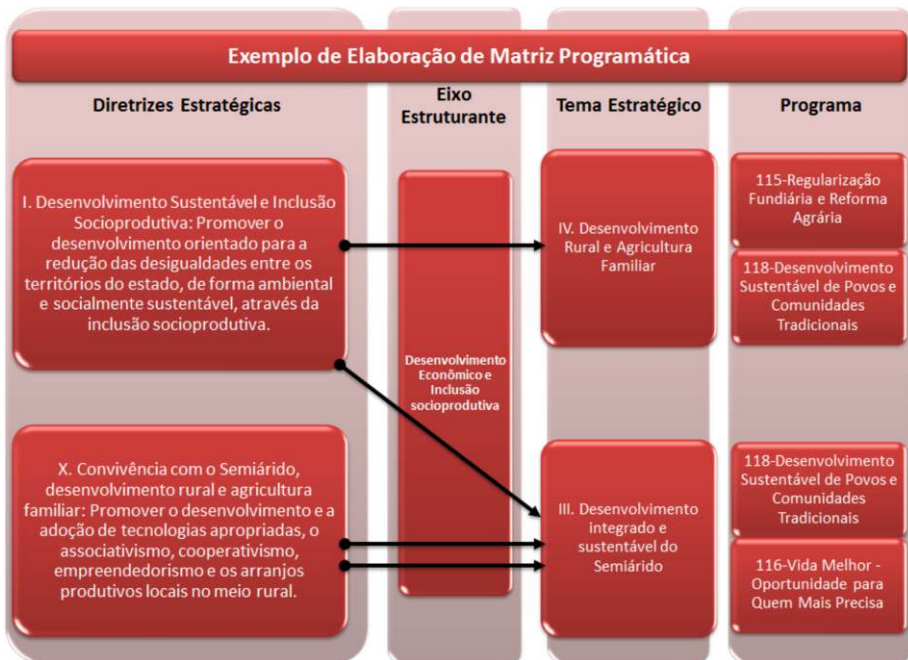 Exemplo de Elaboração de Matriz Programática
Diretrizes Estratégicas
Eixo
Estruturante
Tema Estratégico
Programa
I. Desenvolvimento Sustentável e Inclusão
Socioprodutiva: Promover o
desenvolvimento orientado para a
redução das desigualdades entre os
territórios do estado, de forma ambiental
e socialmente sustentável, através da
inclusão socioprodutiva.
X. Convivência com o Semiárido,
desenvolvimento rural e agricultura
familiar: Promover o desenvolvimento e a
adoção de tecnologias apropriadas, o
associativismo, cooperativismo,
empreendedorismo e os arranjos
produtivos locais no meio rural.
Desenvolvimento
Econômico e
Inclusão
socioprodutiva
IV. Desenvolvimento
Rural e Agricultura
Familiar
III. Desenvolvimento
integrado e
sustentável do
Semiárido
115-Regularização
Fundiária e Reforma
Agrária
118-Desenvolvimento
Sustentável de Povos e
Comunidades
Tradicionais
118-Desenvolvimento
Sustentável de Povos e
Comunidades
Tradicionais
116-Vida Melhor -
Oportunidade para
Quem Mais Precisa